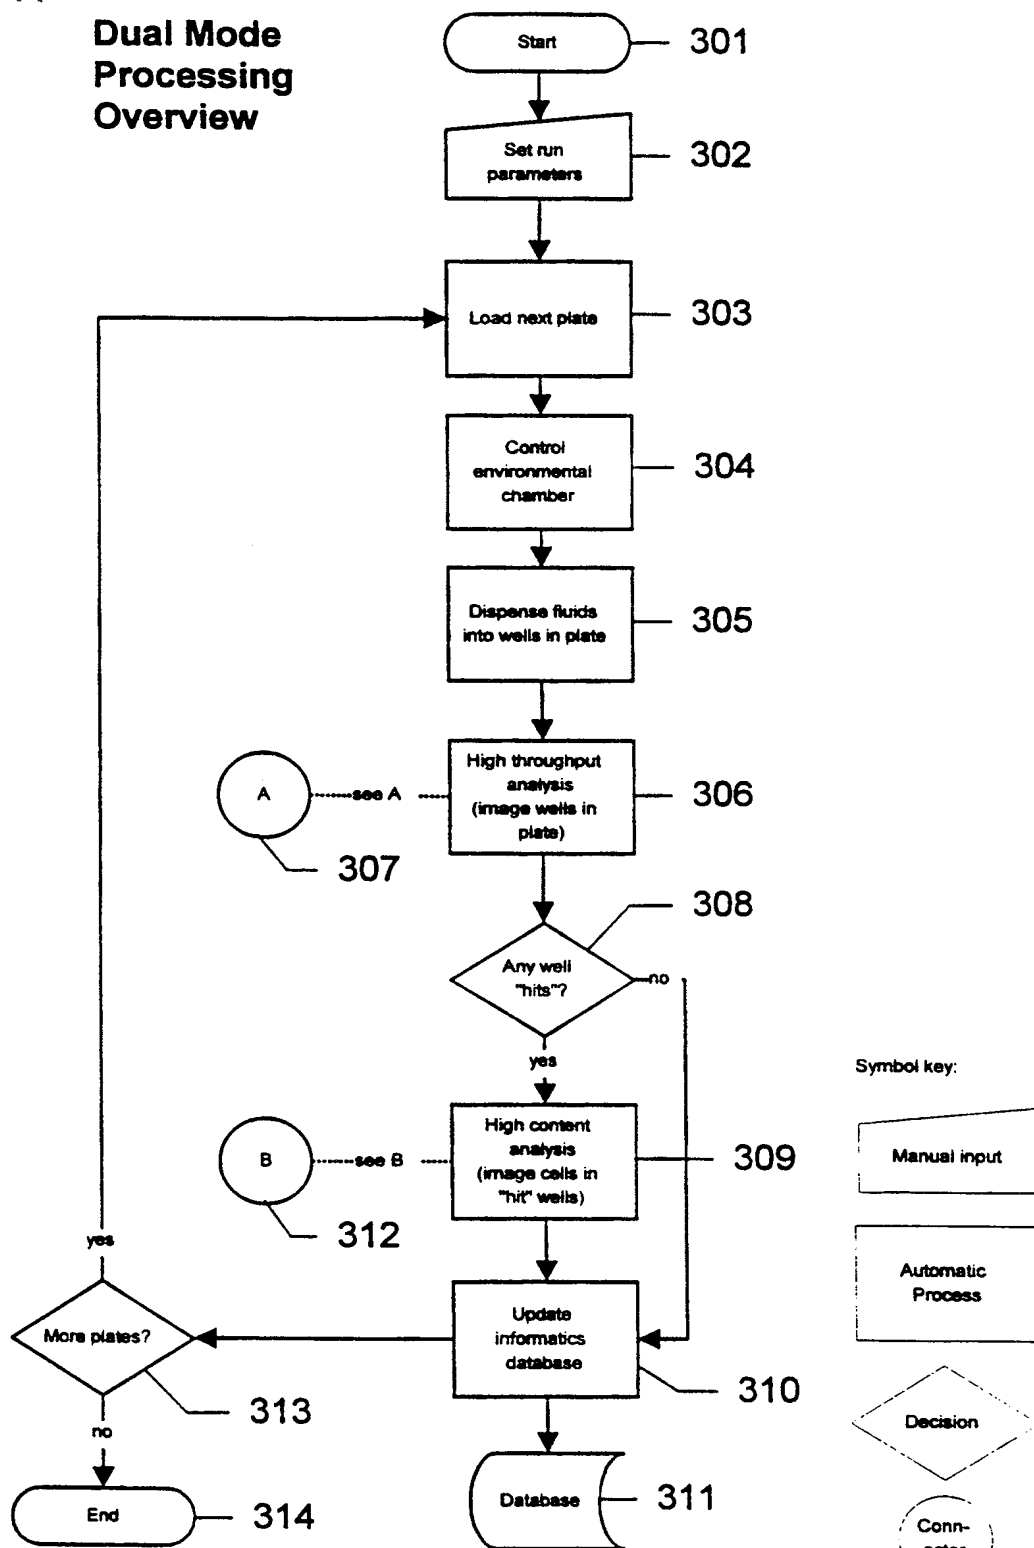 Dual Mode
Processing
Overview
Start
301
Set run
parameters
302
Load next plate
303
Control
environmental
chamber
304
Dispense fluids
into wells in plate
305
High throughput
analysis
(image wells in
plate)
306
A
see A
307
308
Any well
"hits"?
no
yes
High content
analysis
(image cells in
"hit" wells)
309
B
see B
312
Update
informatics
database
310
yes
More plates?
313
no
End
314
Database
311
Symbol key:
Manual input
Automatic
Process
Decision
Conn-